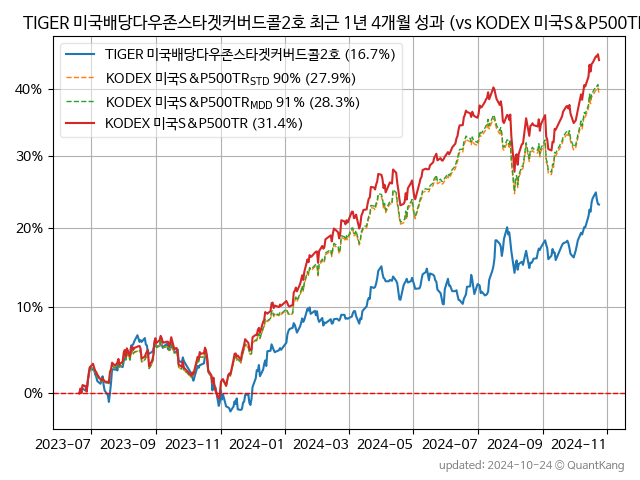 TIGER 미국배당다우존스타겟커버드콜2호 최근 1년 4개월 성과 (vs KODEX 미국S&P500TR
TIGER 미국배당다우존스타겟커버드콜2호 (16.7%)
KODEX 미국S&P500TR_STD 90% (27.9%)
KODEX 미국S&P500TR_MDD 91% (28.3%)
KODEX 미국S&P500TR (31.4%)
40%
30%
20%
10%
0%
2023-07 2023-09 2023-11 2024-01 2024-03 2024-05 2024-07 2024-09 2024-11
updated: 2024-10-24 © QuantKang